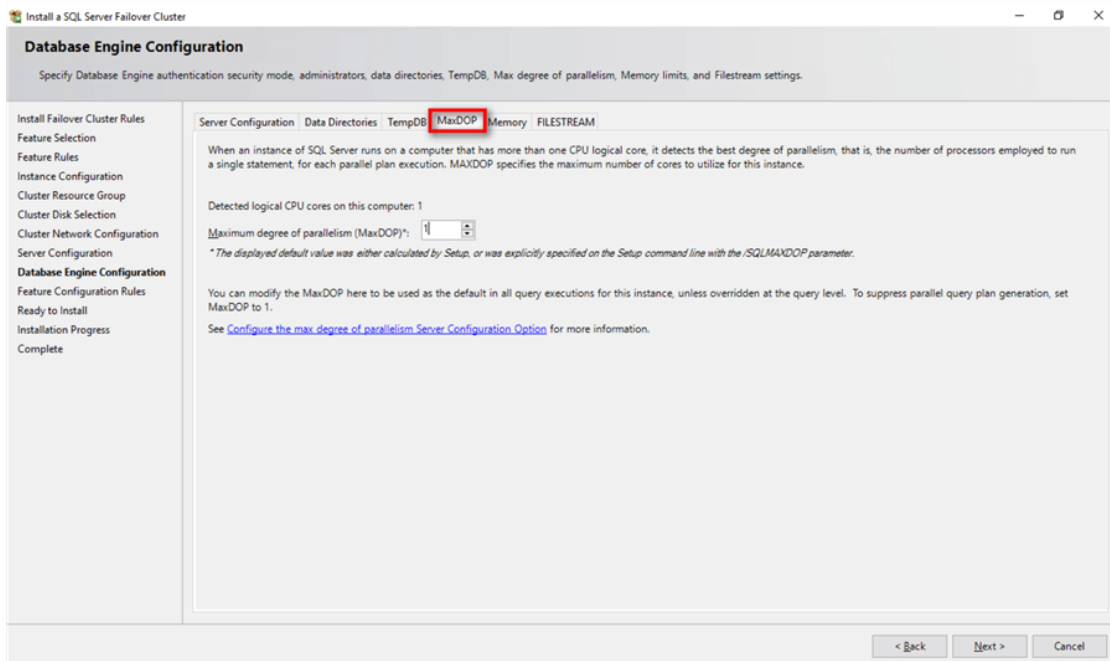 Install a SQL Server Failover Cluster
Database Engine Configuration
Specify Database Engine authentication security mode, administrators, data directories, TempDB, Max degree of parallelism, Memory limits, and Filestream settings.
Install Failover Cluster Rules
Feature Selection
Feature Rules
Instance Configuration
Cluster Resource Group
Cluster Disk Selection
Cluster Network Configuration
Server Configuration
Database Engine Configuration
Feature Configuration Rules
Ready to Install
Installation Progress
Complete
Server Configuration Data Directories TempDB MaxDOP Memory FILESTREAM
When an instance of SQL Server runs on a computer that has more than one CPU logical core, it detects the best degree of parallelism, that is, the number of processors employed to run
a single statement, for each parallel plan execution. MAXDOP specifies the maximum number of cores to utilize for this instance.
Detected logical CPU cores on this computer: 1
Maximum degree of parallelism (MaxDOP)*: 1
* The displayed default value was either calculated by Setup, or was explicitly specified on the Setup command line with the /SQLMAXDOP parameter.
You can modify the MaxDOP here to be used as the default in all query executions for this instance, unless overridden at the query level. To suppress parallel query plan generation, set
MaxDOP to 1.
See Configure the max degree of parallelism Server Configuration Option for more information.
< Back Next > Cancel